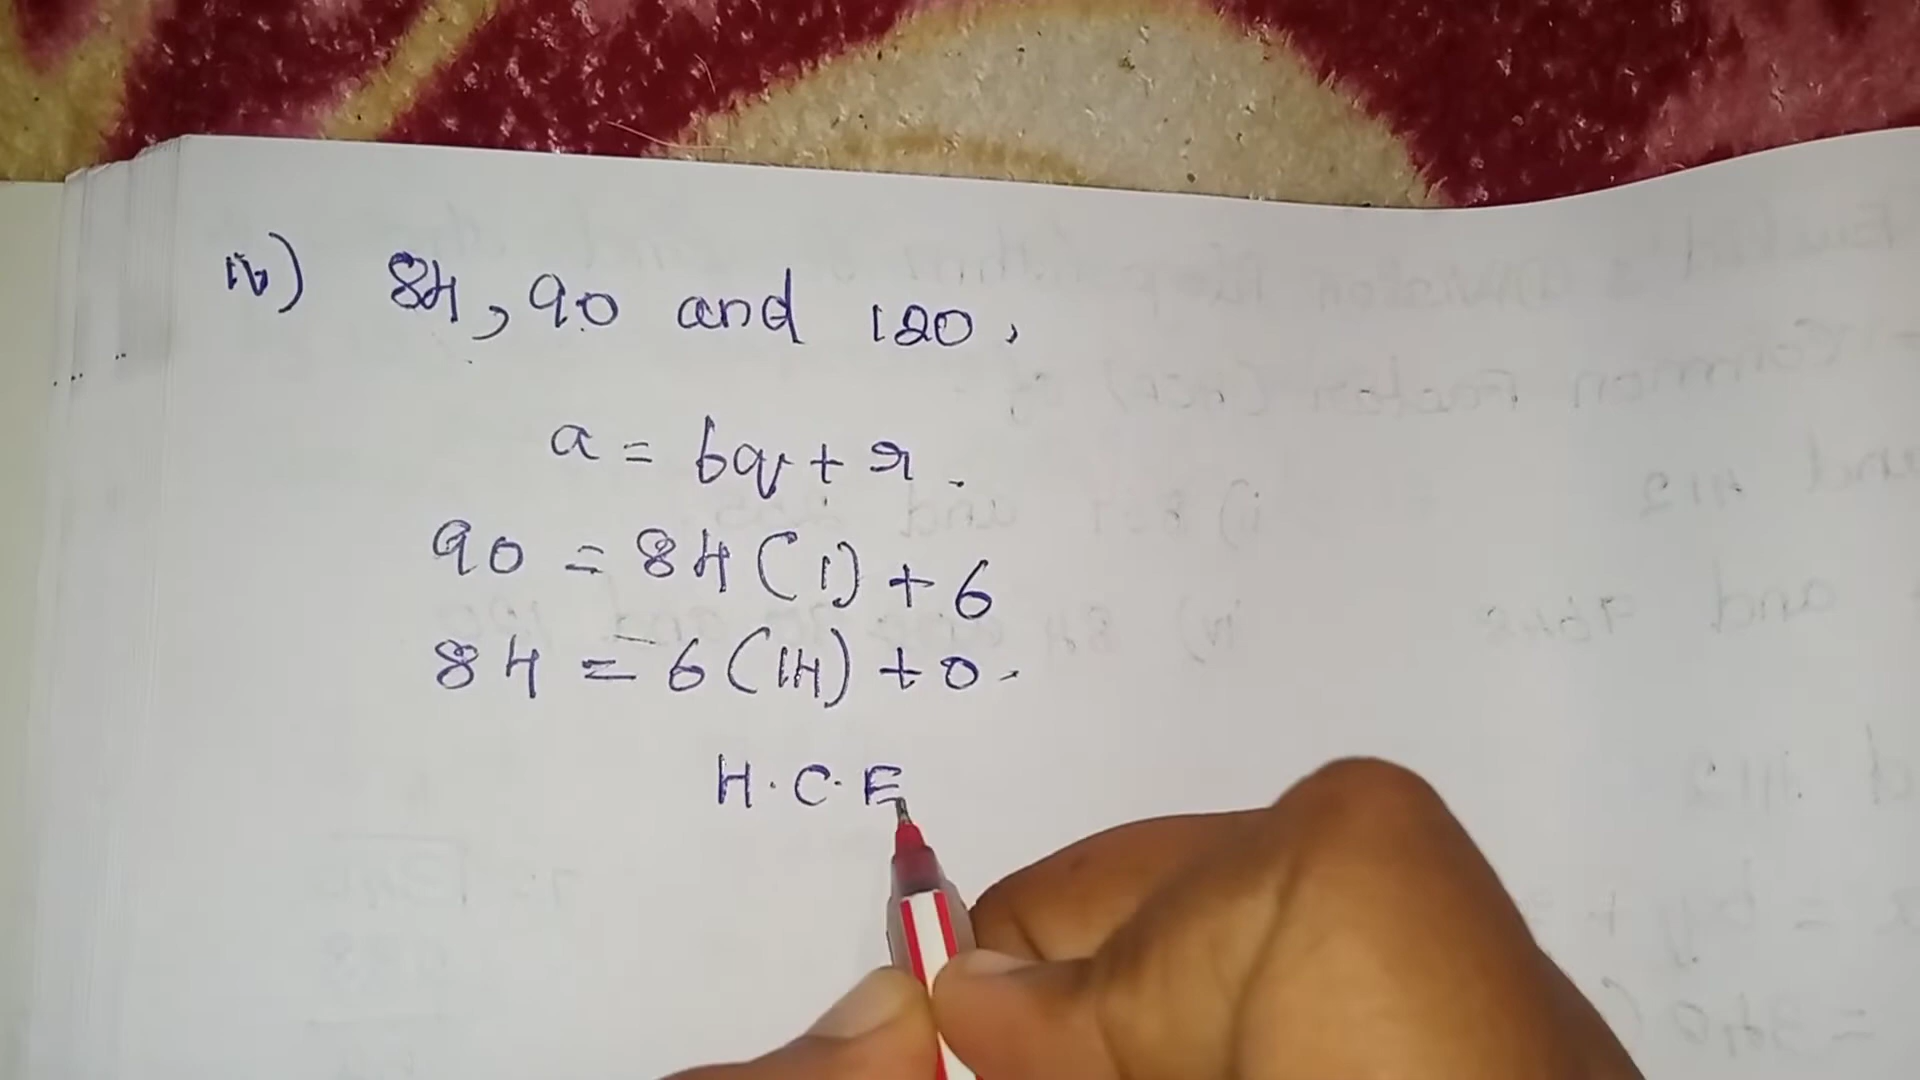 iv) 84, 90 and 120,
a = bq + r.
90 = 84 (1) + 6
84 = 6 (14) + 0.
H.C.F